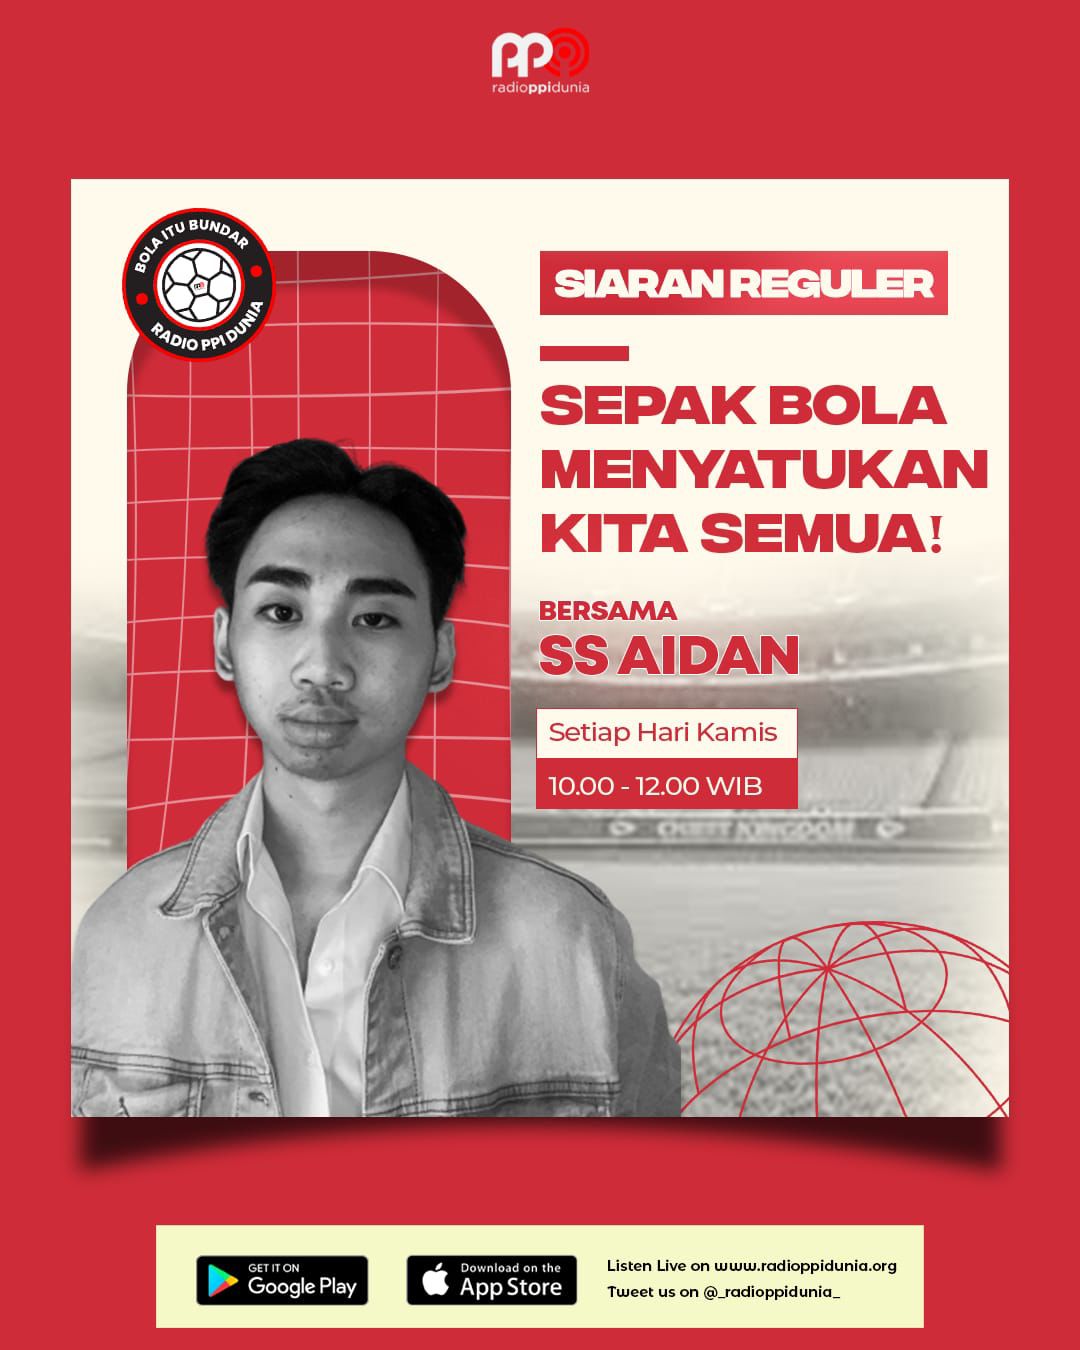 radioppidunia
BOLA ITU BUNDAR
RADIO PPI DUNIA
SIARAN REGULER
SEPAK BOLA
MENYATUKAN
KITA SEMUA!
BERSAMA
SS AIDAN
Setiap Hari Kamis
10.00 - 12.00 WIB
GET IT ON
Google Play
Download on the
App Store
Listen Live on www.radioppidunia.org
Tweet us on @_radioppidunia_